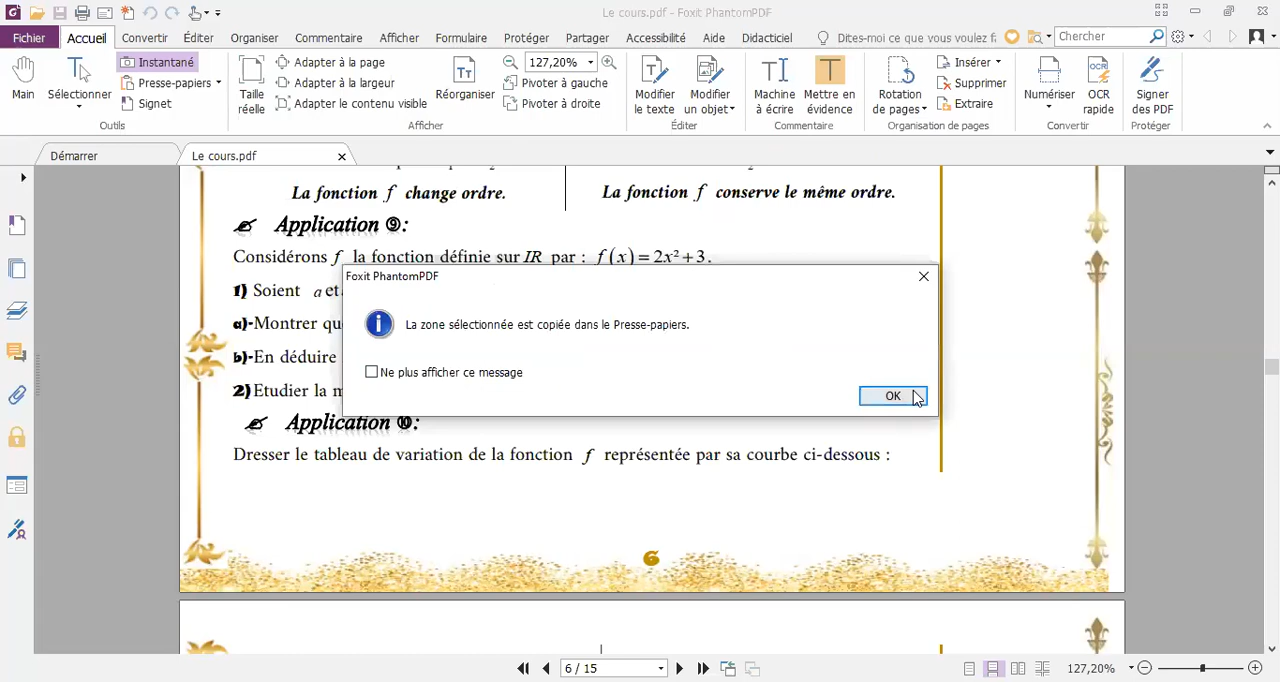 Le cours.pdf - Foxit PhantomPDF
Fichier Accueil Convertir Éditer Organiser Commentaire Afficher Formulaire Protéger Partager Accessibilité Aide Didacticiel Dites-moi ce que vous voulez fa Chercher
Main
Sélectionner
Instantané
Presse-papiers
Signet
Outils
Taille réelle
Adapter à la page
Adapter à la largeur
Adapter le contenu visible
Réorganiser
127,20%
Pivoter à gauche
Pivoter à droite
Afficher
Modifier le texte
Modifier un objet
Éditer
Machine à écrire
Mettre en évidence
Commentaire
Rotation de pages
Insérer
Supprimer
Extraire
Organisation de pages
Numériser
OCR rapide
Convertir
Signer des PDF
Protéger
Démarrer Le cours.pdf
La fonction f change ordre. La fonction f conserve le même ordre.
Application ⑨:
Considérons f la fonction définie sur IR par : f(x) = 2x² + 3.
1) Soient a et
a)-Montrer qu
b)-En déduire
2) Etudier la m
Foxit PhantomPDF
La zone sélectionnée est copiée dans le Presse-papiers.
Ne plus afficher ce message
OK
Application ⑩:
Dresser le tableau de variation de la fonction f représentée par sa courbe ci-dessous :
6
6 / 15
127,20%